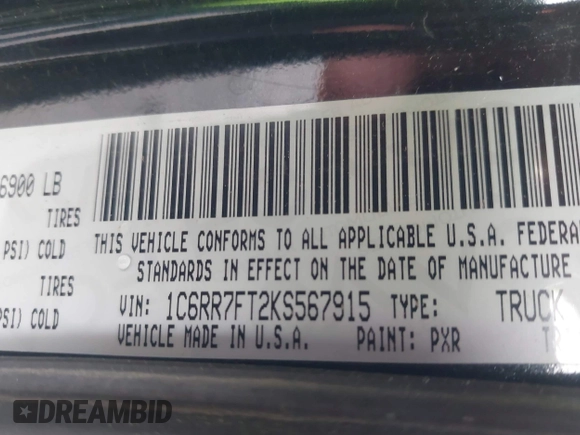 6900 LB
TIRES
PSI) COLD
TIRES
PSI) COLD
THIS VEHICLE CONFORMS TO ALL APPLICABLE U.S.A. FEDERA
STANDARDS IN EFFECT ON THE DATE OF MANUFACTURE
VIN: 1C6RR7FT2KS567915 TYPE: TRUCK
VEHICLE MADE IN U.S.A. PAINT: PXR
DREAMBID